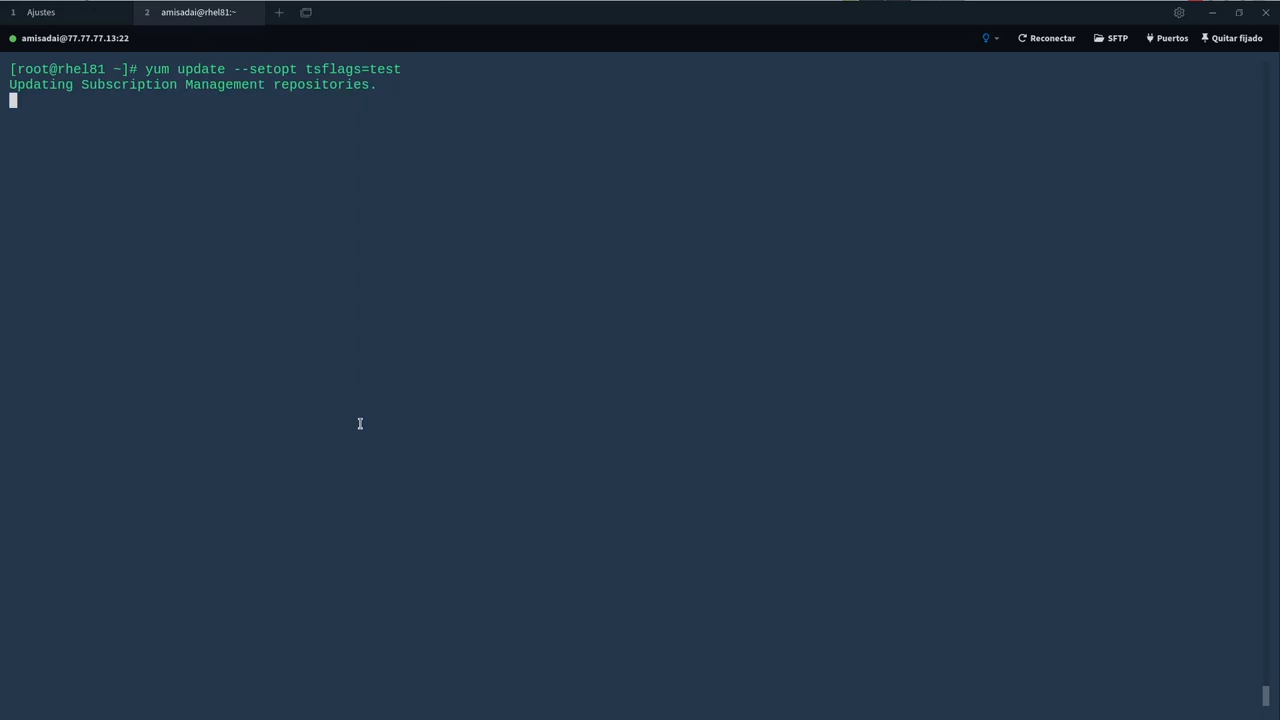 1 Ajustes 2 amisadai@rhel81:~
amisadai@77.77.77.13:22 Reconectar SFTP Puertos Quitar fijado
[root@rhel81 ~]# yum update --setopt tsflags=test
Updating Subscription Management repositories.